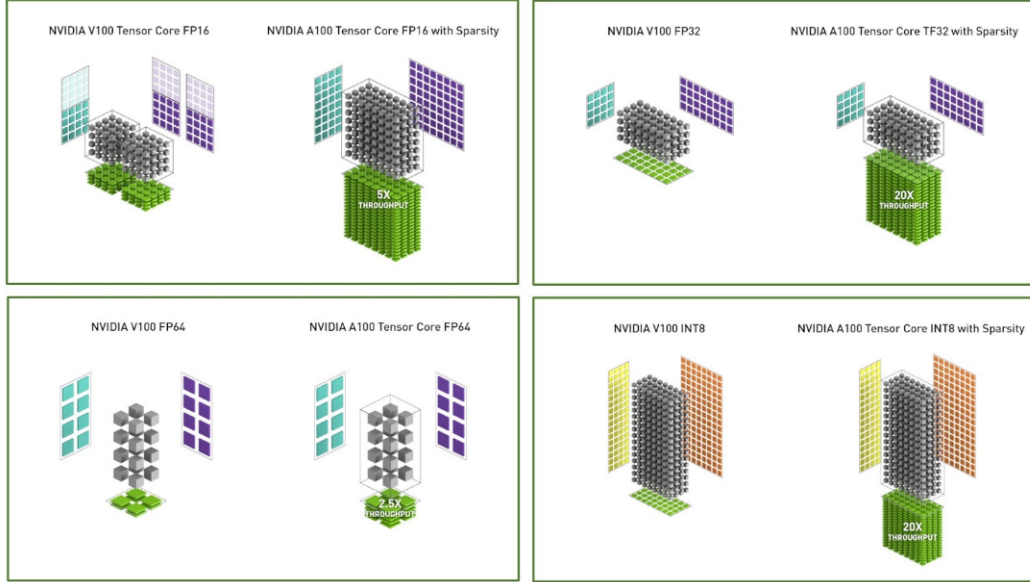 NVIDIA V100 Tensor Core FP16
NVIDIA A100 Tensor Core FP16 with Sparsity
5X
THROUGHPUT
NVIDIA V100 FP32
NVIDIA A100 Tensor Core TF32 with Sparsity
20X
THROUGHPUT
NVIDIA V100 FP64
NVIDIA A100 Tensor Core FP64
2.5X
THROUGHPUT
NVIDIA V100 INT8
NVIDIA A100 Tensor Core INT8 with Sparsity
20X
THROUGHPUT